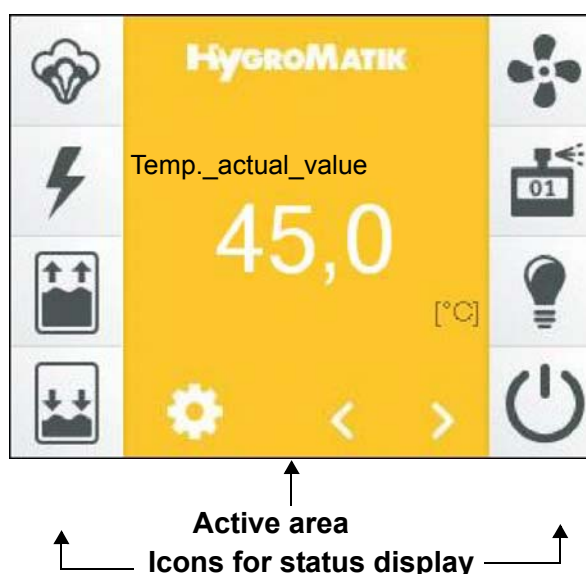 HYGROMATIK
Temp._actual_value
01
45,0
[°C]
Active area
Icons for status display